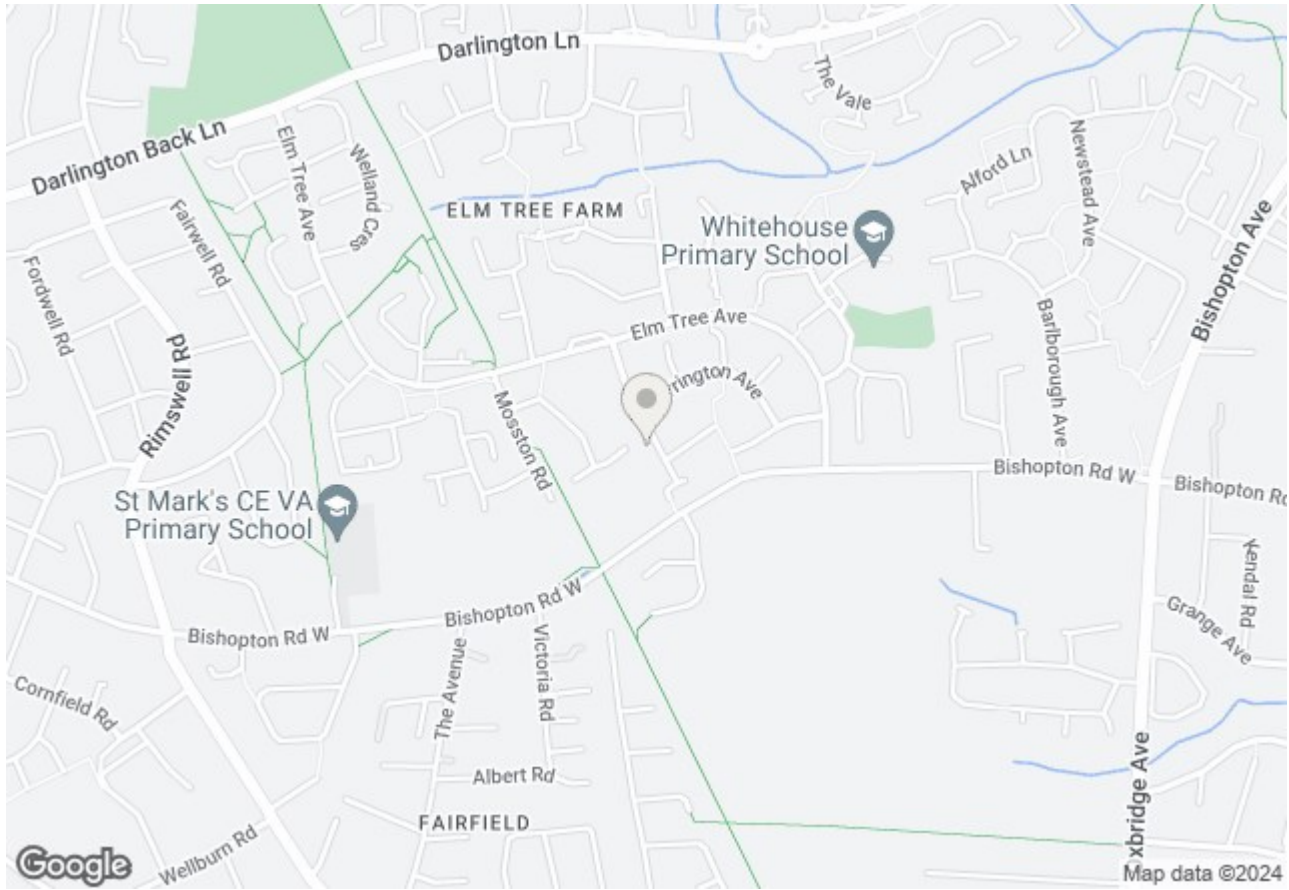 Darlington Ln
The Vale
Darlington Back Ln
Elm Tree Ave
Welland Cres
Alford Ln
Newstead Ave
Fairwell Rd
ELM TREE FARM
Whitehouse
Primary School
Bishopton Ave
Fordwell Rd
Rimswell Rd
Elm Tree Ave
Barlborough Ave
rrington Ave
Mosston Rd
Bishopton Rd W
Bishopton Rd
St Mark's CE VA
Primary School
Kendal Rd
Bishopton Rd W
Bishopton Rd W
Grange Ave
The Avenue
Victoria Rd
Cornfield Rd
Albert Rd
xbridge Ave
FAIRFIELD
Wellburn Rd
Google
Map data ©2024